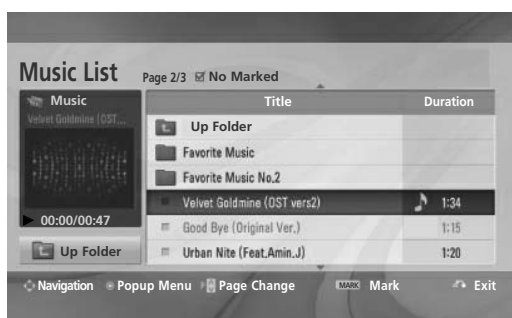 Music List Page 2/3 No Marked
Music
Velvet Goldmine (OST...
00:00/00:47
Up Folder
Title Duration
Up Folder
Favorite Music
Favorite Music No.2
Velvet Goldmine (OST vers2) 1:34
Good Bye (Original Ver.) 1:15
Urban Nite (Feat.Amin.J) 1:20
Navigation Popup Menu Page Change MARK Mark Exit